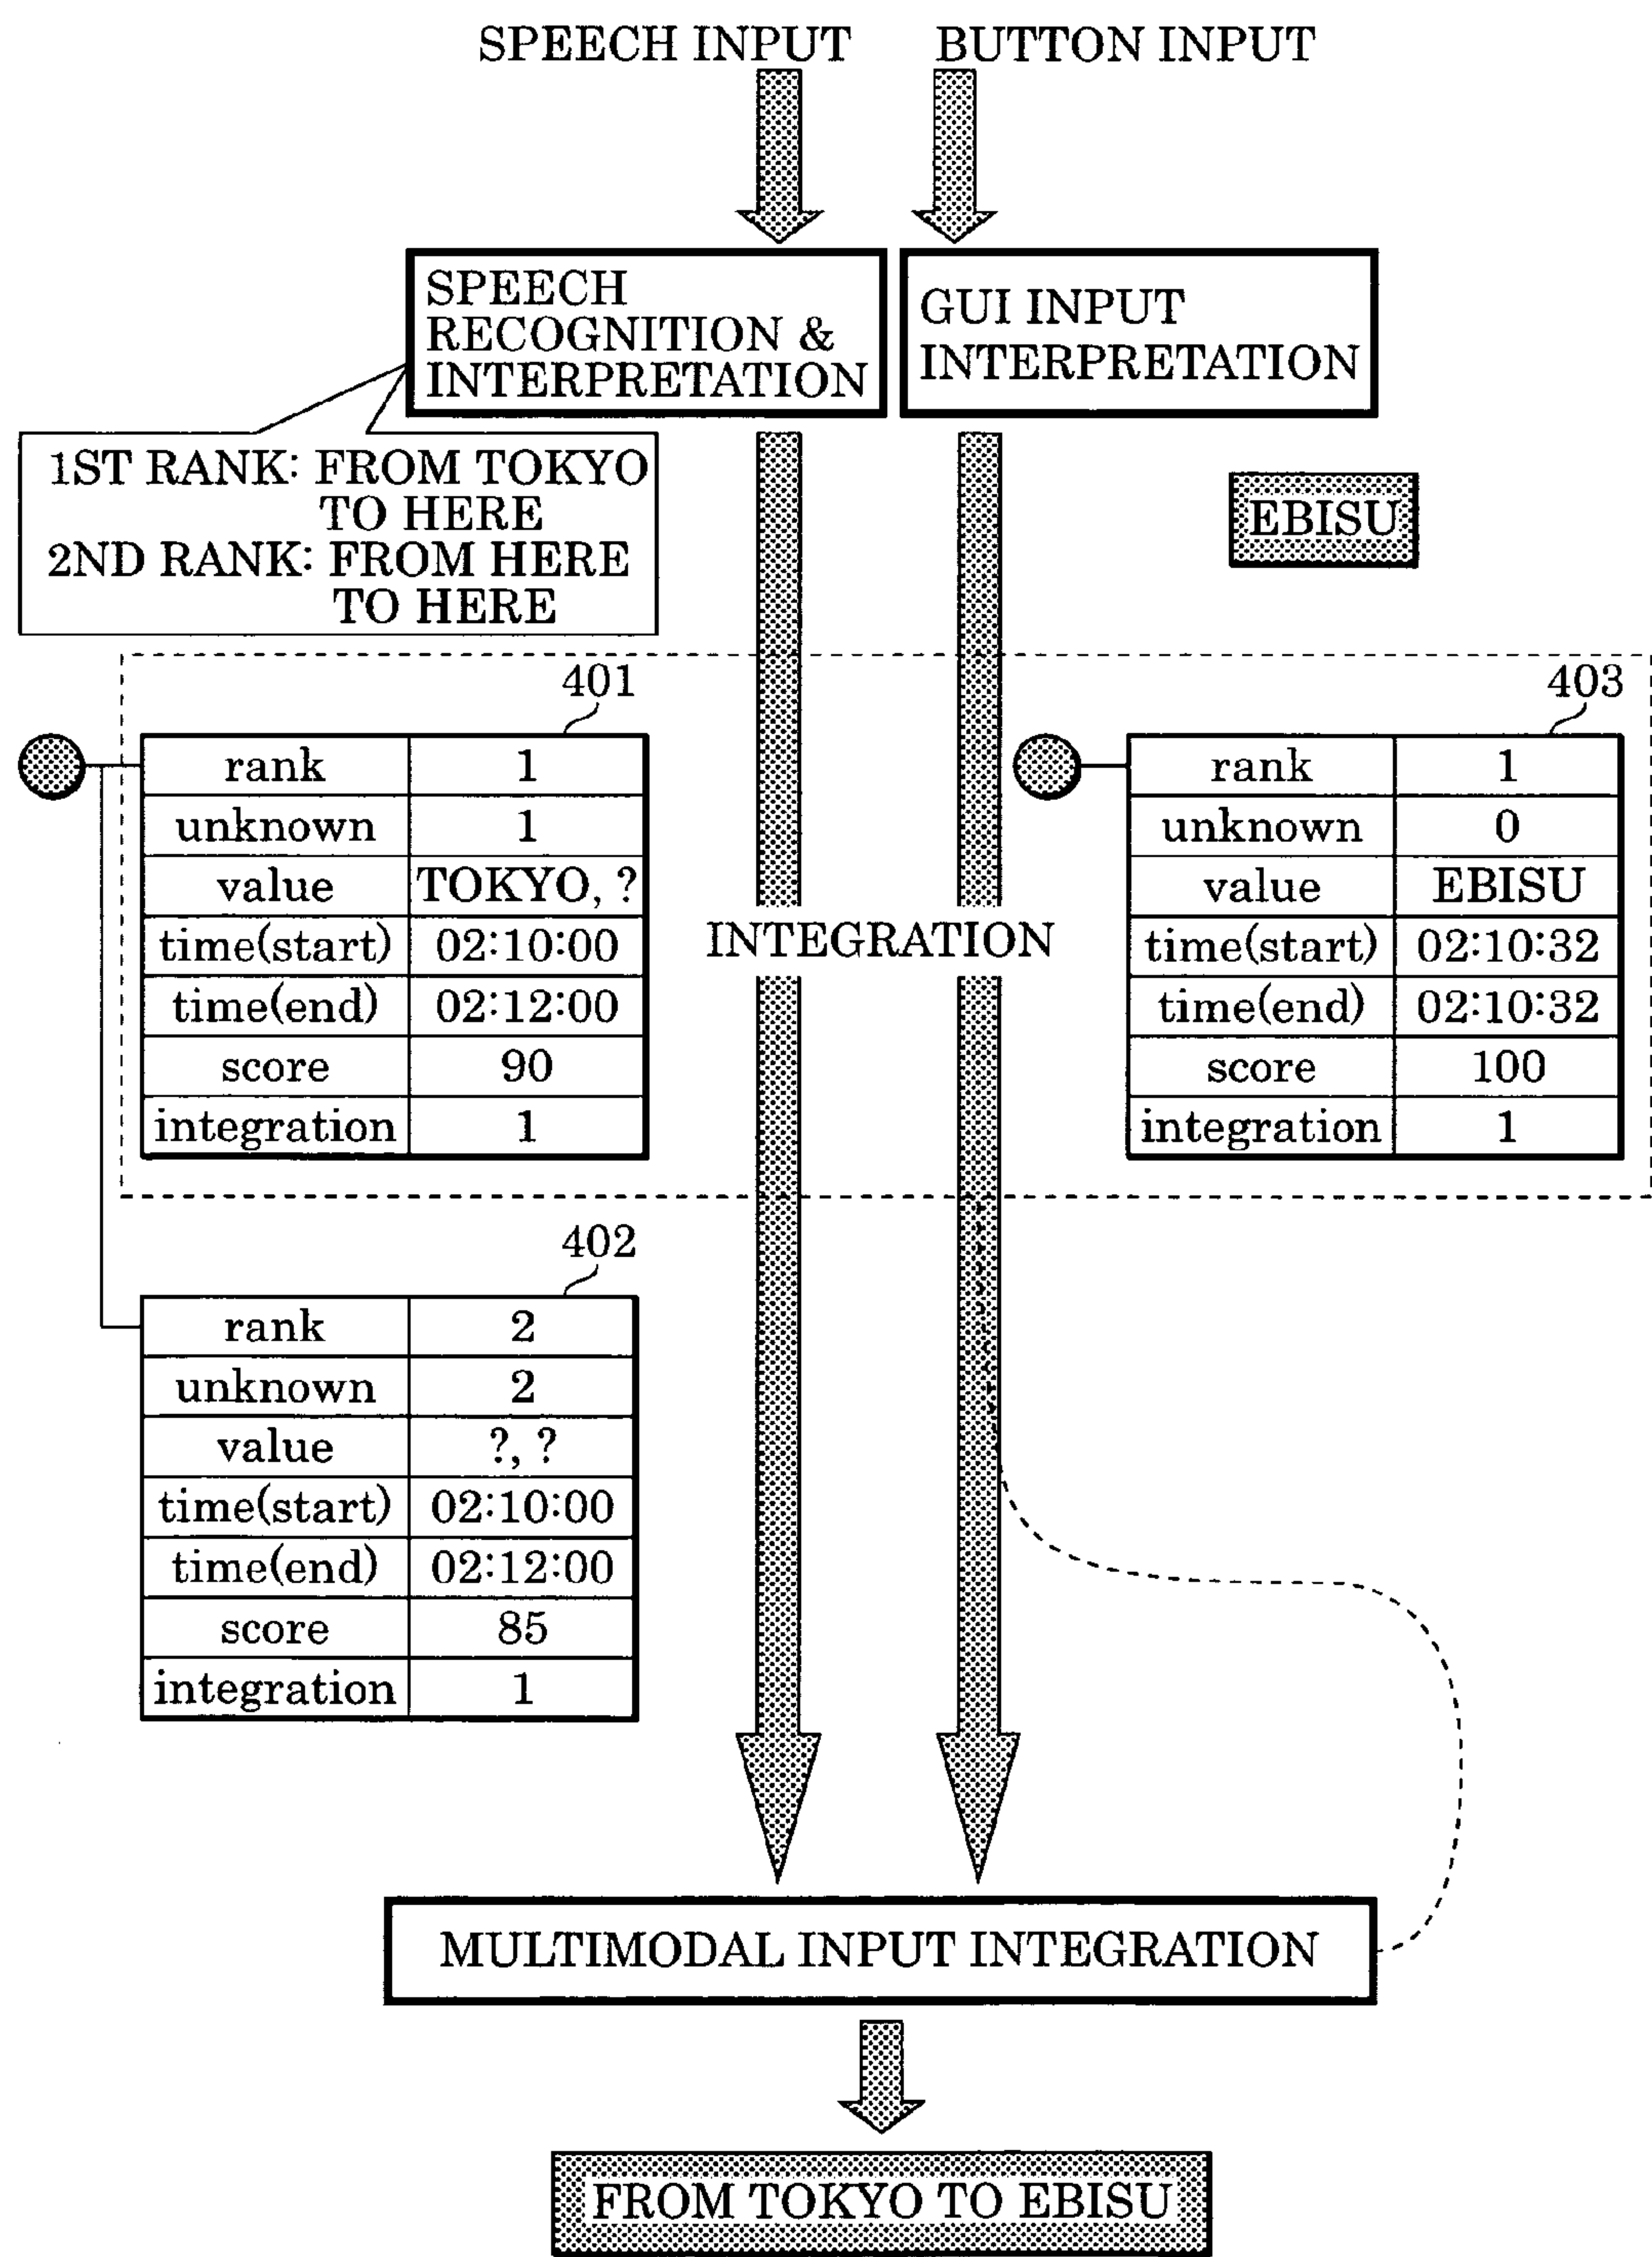 SPEECH INPUT
BUTTON INPUT
SPEECH
RECOGNITION &
INTERPRETATION
GUI INPUT
INTERPRETATION
1ST RANK: FROM TOKYO
TO HERE
2ND RANK: FROM HERE
TO HERE
EBISU
401
rank 1
unknown 1
value TOKYO, ?
time(start) 02:10:00
time(end) 02:12:00
score 90
integration 1
INTEGRATION
403
rank 1
unknown 0
value EBISU
time(start) 02:10:32
time(end) 02:10:32
score 100
integration 1
402
rank 2
unknown 2
value ?, ?
time(start) 02:10:00
time(end) 02:12:00
score 85
integration 1
MULTIMODAL INPUT INTEGRATION
FROM TOKYO TO EBISU